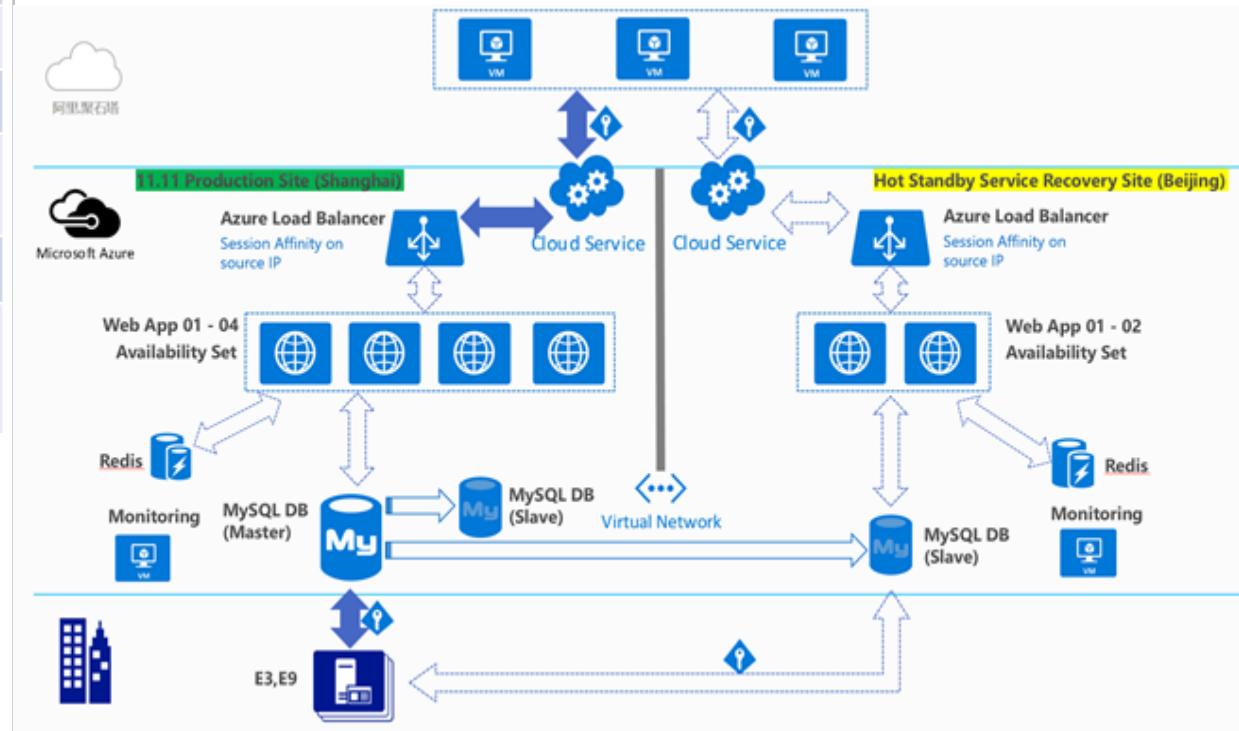 VM
VM
VM
阿里聚石塔
11.11 Production Site (Shanghai)
Hot Standby Service Recovery Site (Beijing)
Microsoft Azure
Azure Load Balancer
Session Affinity on
source IP
Cloud Service
Cloud Service
Azure Load Balancer
Session Affinity on
source IP
Web App 01 - 04
Availability Set
Web App 01 - 02
Availability Set
Redis
Redis
Monitoring
VM
MySQL DB
(Master)
My
My
MySQL DB
(Slave)
Virtual Network
My
MySQL DB
(Slave)
Monitoring
VM
E3,E9